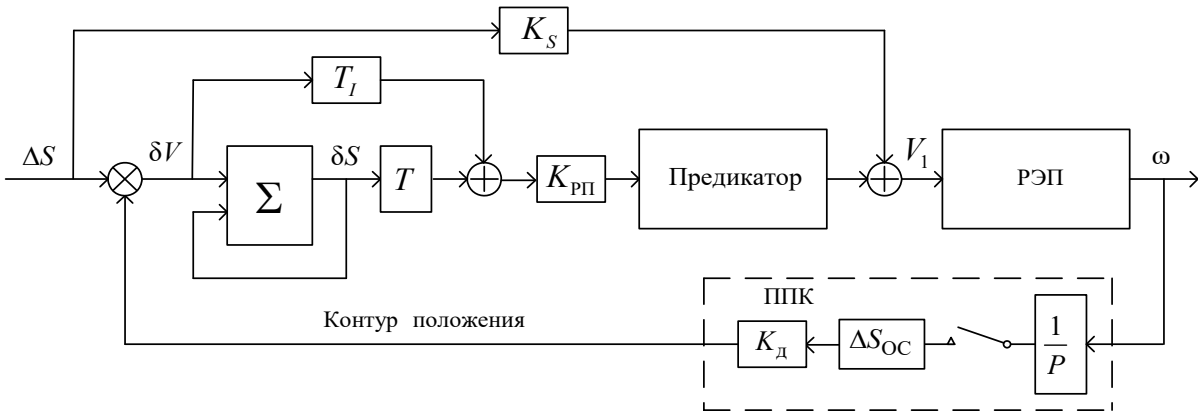 K_S
T_I
ΔS
δV
δS
V_1
ω
Σ
T
K_РП
Предикатор
РЭП
ППК
Контур положения
K_д
ΔS_ОС
1
P